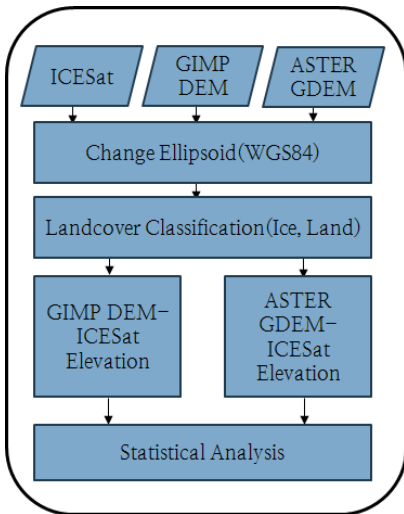 ICESat
GIMP
DEM
ASTER
GDEM
Change Ellipsoid(WGS84)
Landcover Classification(Ice, Land)
GIMP DEM-
ICESat
Elevation
ASTER
GDEM-
ICESat
Elevation
Statistical Analysis